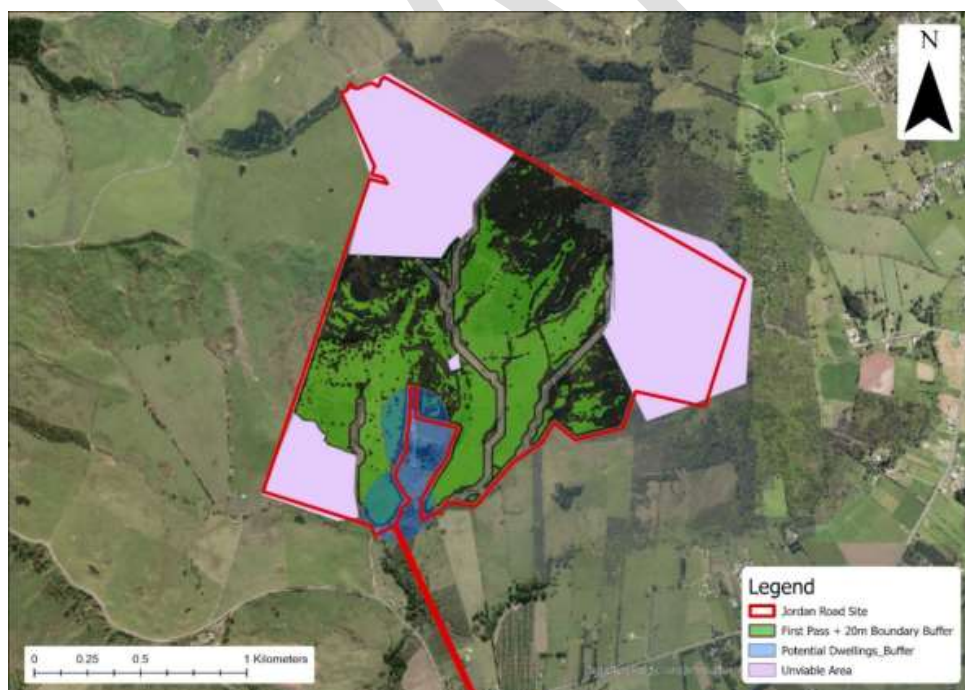 N
Legend
Jordan Road Site
First Pass + 20m Boundary Buffer
Potential Dwellings_Buffer
Unviable Area
0 0.25 0.5 1 Kilometers